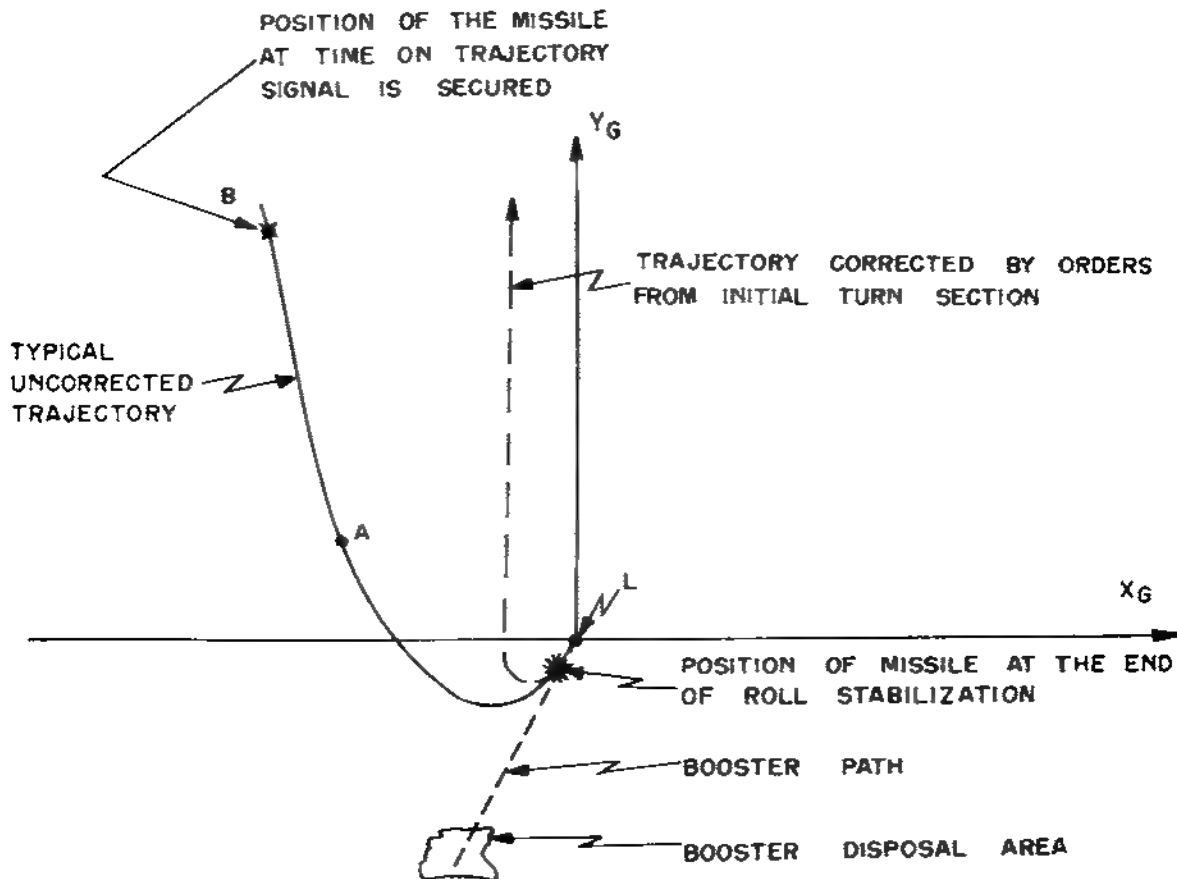 POSITION OF THE MISSILE
AT TIME ON TRAJECTORY
SIGNAL IS SECURED
YG
B
TRAJECTORY CORRECTED BY ORDERS
FROM INITIAL TURN SECTION
TYPICAL
UNCORRECTED
TRAJECTORY
A
L
XG
POSITION OF MISSILE AT THE END
OF ROLL STABILIZATION
BOOSTER PATH
BOOSTER DISPOSAL AREA